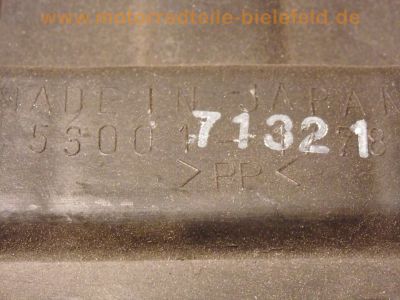 www.motorradteile-bielefeld.de
MADE IN JAPAN
71321
>PP<